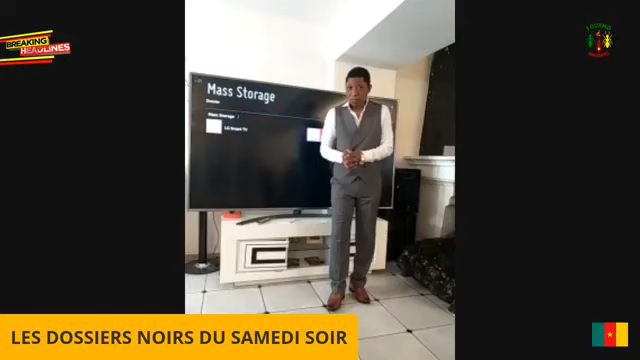 BREAKING
HEADLINES
Mass Storage
Mass Storage /
LG Smart TV
LES DOSSIERS NOIRS DU SAMEDI SOIR